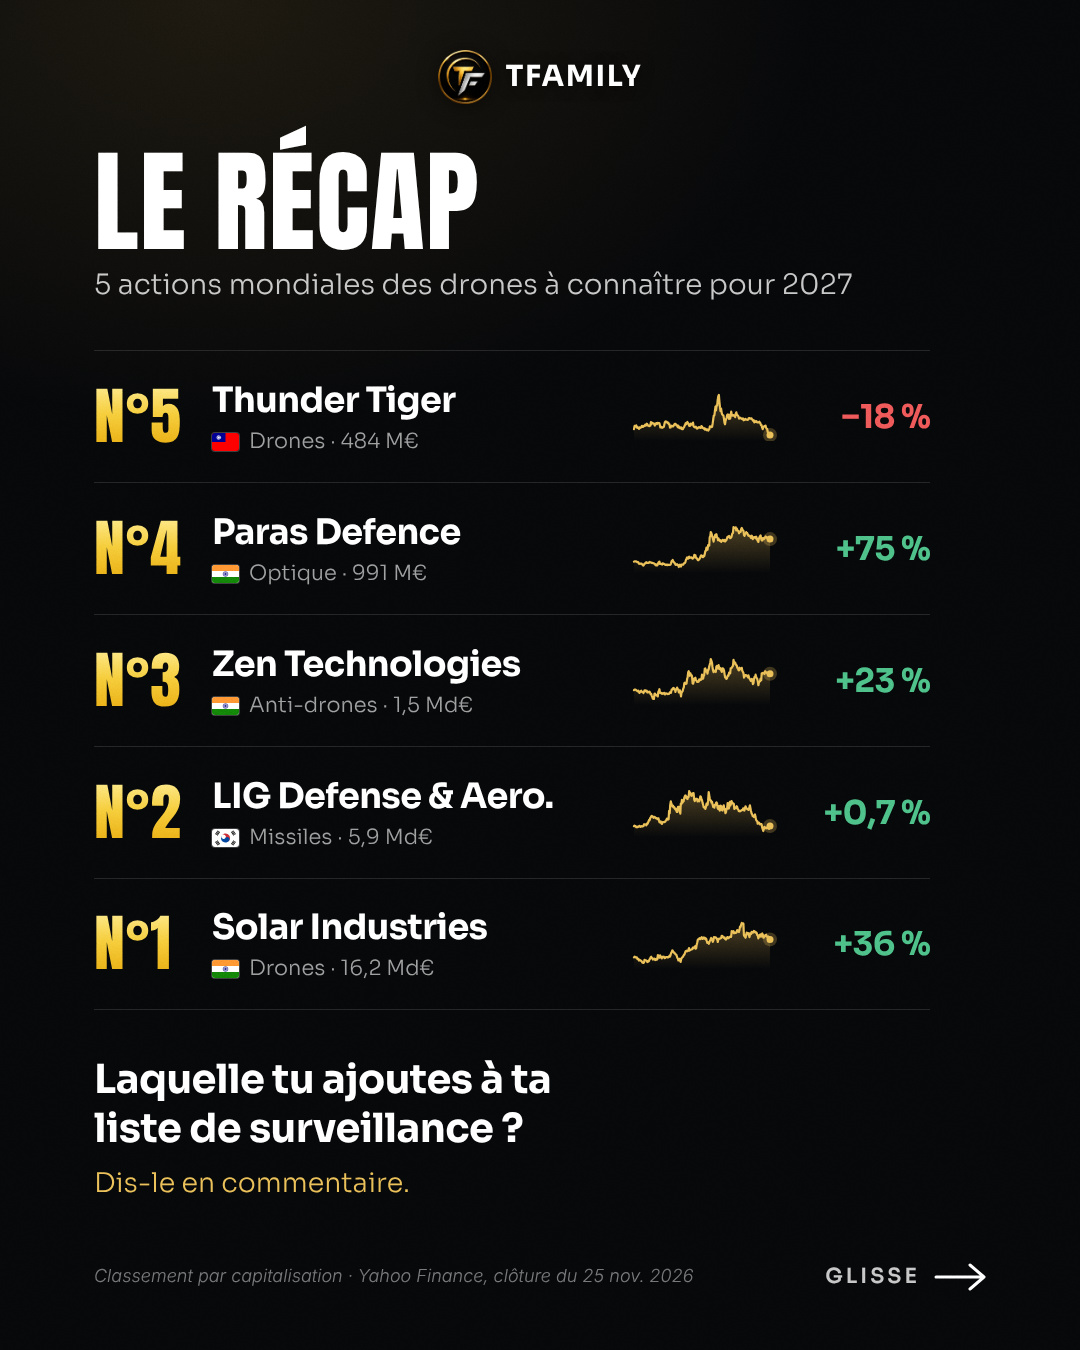 TFAMILY
LE RÉCAP
5 actions mondiales des drones à connaître pour 2027
N°5
Thunder Tiger
Drones · 484 M€
−18 %
N°4
Paras Defence
Optique · 991 M€
+75 %
N°3
Zen Technologies
Anti-drones · 1,5 Md€
+23 %
N°2
LIG Defense & Aero.
Missiles · 5,9 Md€
+0,7 %
N°1
Solar Industries
Drones · 16,2 Md€
+36 %
Laquelle tu ajoutes à ta
liste de surveillance ?
Dis-le en commentaire.
Classement par capitalisation · Yahoo Finance, clôture du 25 nov. 2026
GLISSE